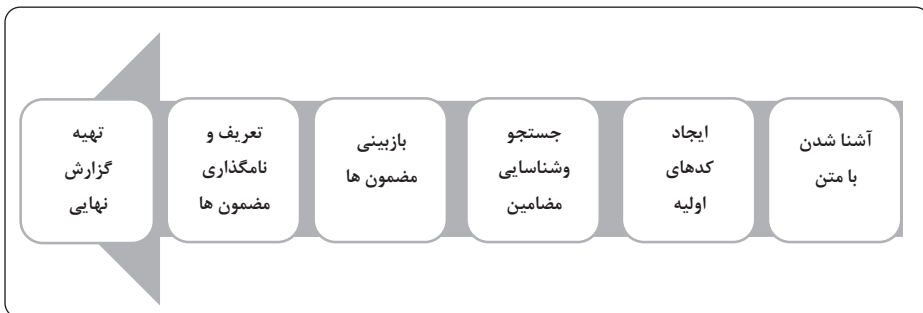 آشنا شدن
با متن
ایجاد
کدهای
اولیه
جستجو
وشناسایی
مضامین
بازبینی
مضمون ها
تعریف و
نامگذاری
مضمون ها
تهیه
گزارش
نهایی